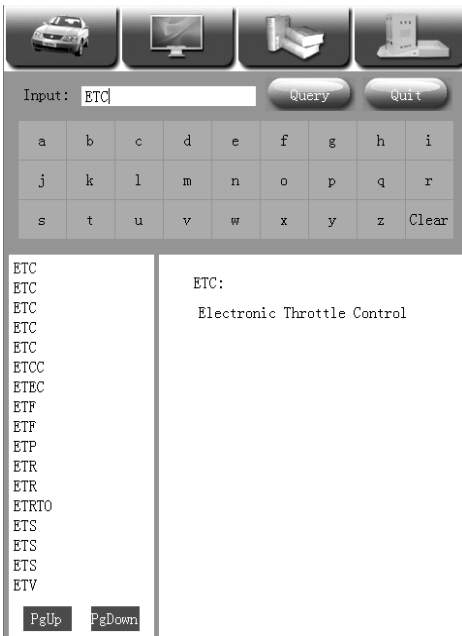 Input: ETC Query Quit
a b c d e f g h i
j k l m n o p q r
s t u v w x y z Clear
ETC
ETC
ETC
ETC
ETC
ETCC
ETEC
ETF
ETF
ETP
ETR
ETR
ETRTO
ETS
ETS
ETS
ETV
PgUp PgDown
ETC:
Electronic Throttle Control